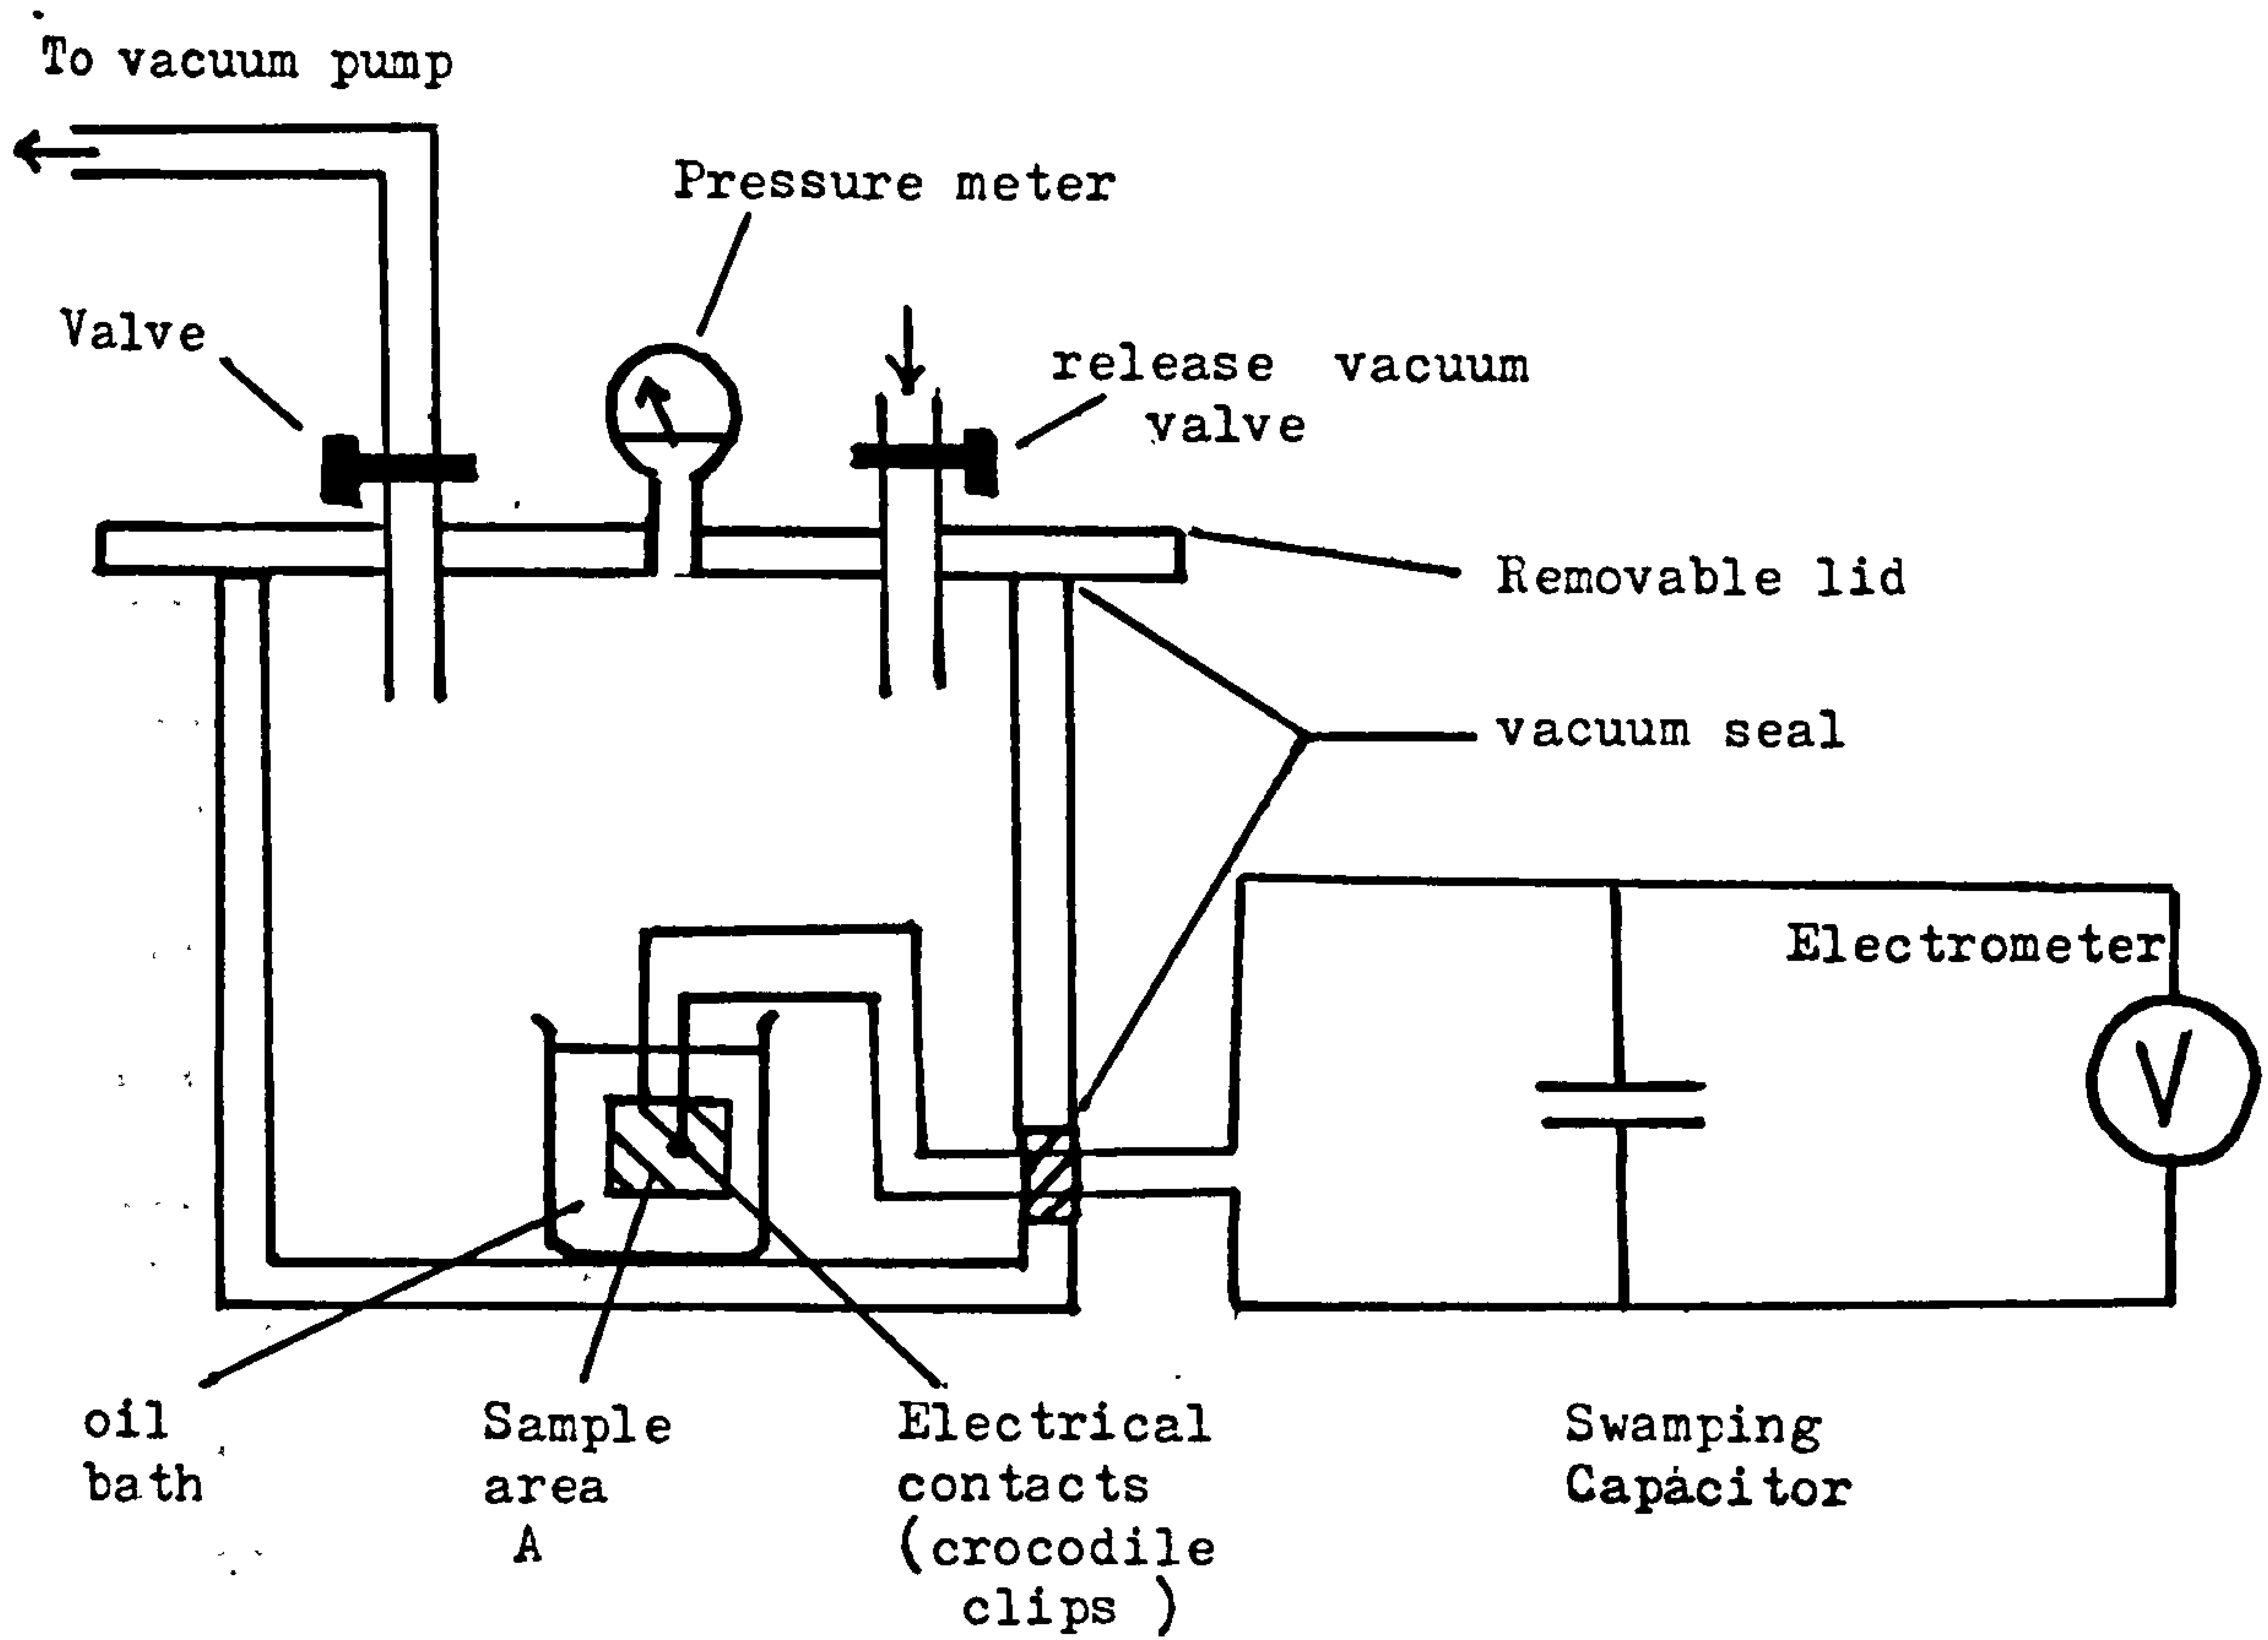 To vacuum pump
Pressure meter
Valve
release vacuum
valve
Removable lid
vacuum seal
Electrometer
V
oil
bath
Sample
area
A
Electrical
contacts
(crocodile
clips )
Swamping
Capacitor